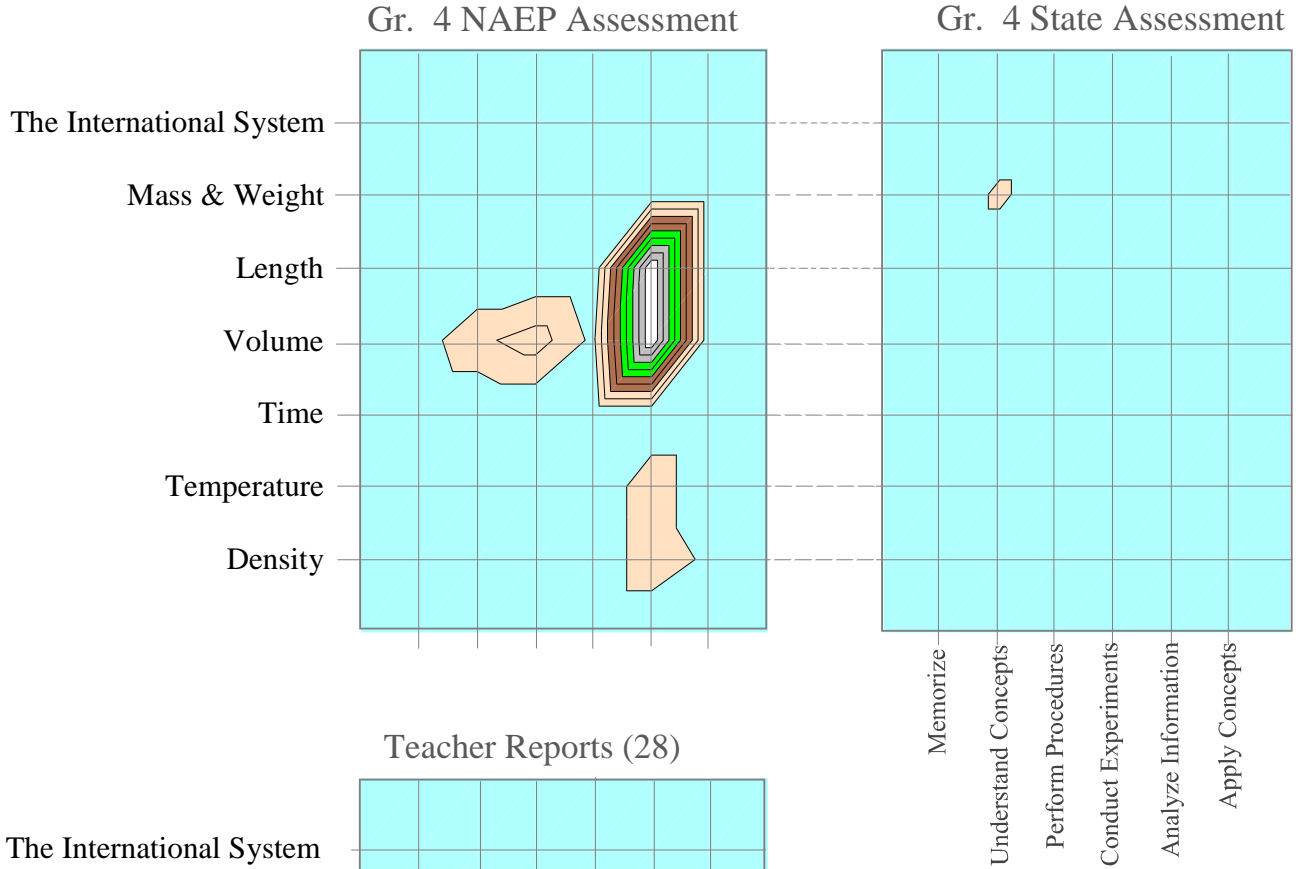 Gr. 4 NAEP Assessment
Gr. 4 State Assessment
The International System
Mass & Weight
Length
Volume
Time
Temperature
Density
Memorize
Understand Concepts
Perform Procedures
Conduct Experiments
Analyze Information
Apply Concepts
Teacher Reports (28)
The International System